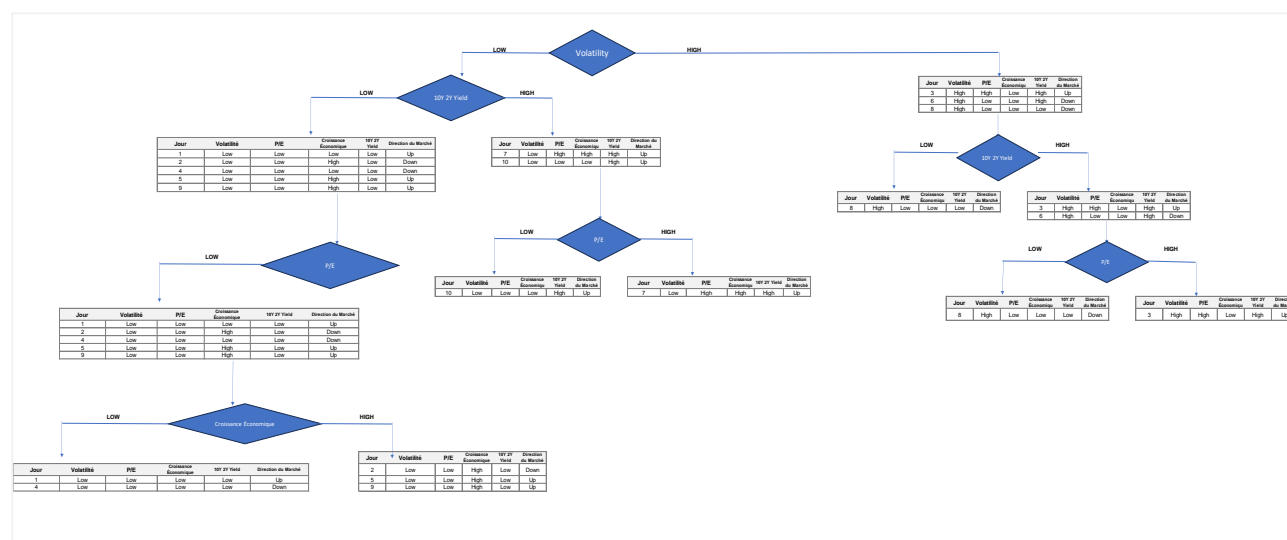 Volatility
LOW
HIGH
10Y 2Y Yield
LOW
HIGH
Jour Volatilité P/E Croissance Économiqu 10Y 2Y Yield Direction du Marché
3 High High Low High Up
6 High Low Low High Down
8 High Low Low Low Down
Jour Volatilité P/E Croissance Économique 10Y 2Y Yield Direction du Marché
1 Low Low Low Low Up
2 Low Low High Low Down
4 Low Low Low Low Down
5 Low Low High Low Up
9 Low Low High Low Up
Jour Volatilité P/E Croissance Économique 10Y 2Y Yield Direction du Marché
7 Low High High High Up
10 Low Low Low High Up
10Y 2Y Yield
LOW
HIGH
Jour Volatilité P/E Croissance Économiqu 10Y 2Y Yield Direction du Marché
8 High Low Low Low Down
Jour Volatilité P/E Croissance Économiqu 10Y 2Y Yield Direction du Marché
3 High High Low High Up
6 High Low Low High Down
P/E
LOW
P/E
LOW
HIGH
P/E
LOW
HIGH
Jour Volatilité P/E Croissance Économiqu 10Y 2Y Yield Direction du Marché
10 Low Low Low High Up
Jour Volatilité P/E Croissance Économique 10Y 2Y Yield Direction du Marché
7 Low High High High Up
Jour Volatilité P/E Croissance Économiqu 10Y 2Y Yield Direction du Marché
8 High Low Low Low Down
Jour Volatilité P/E Croissance Économiqu 10Y 2Y Yield
3 High High Low High
Jour Volatilité P/E Croissance Économique 10Y 2Y Yield Direction du Marché
1 Low Low Low Low Up
2 Low Low High Low Down
4 Low Low Low Low Down
5 Low Low High Low Up
9 Low Low High Low Up
Croissance Économique
LOW
HIGH
Jour Volatilité P/E Croissance Économique 10Y 2Y Yield Direction du Marché
1 Low Low Low Low Up
4 Low Low Low Low Down
Jour Volatilité P/E Croissance Économique 10Y 2Y Yield Direction du Marché
2 Low Low High Low Down
5 Low Low High Low Up
9 Low Low High Low Up